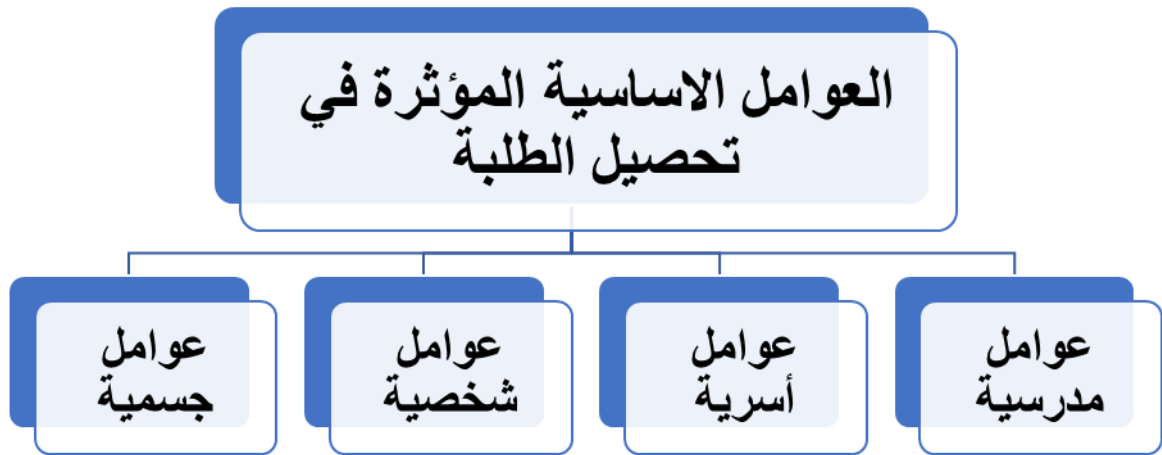 العوامل الاساسية المؤثرة في
تحصيل الطلبة
عوامل
مدرسية
عوامل
أسرية
عوامل
شخصية
عوامل
جسمية